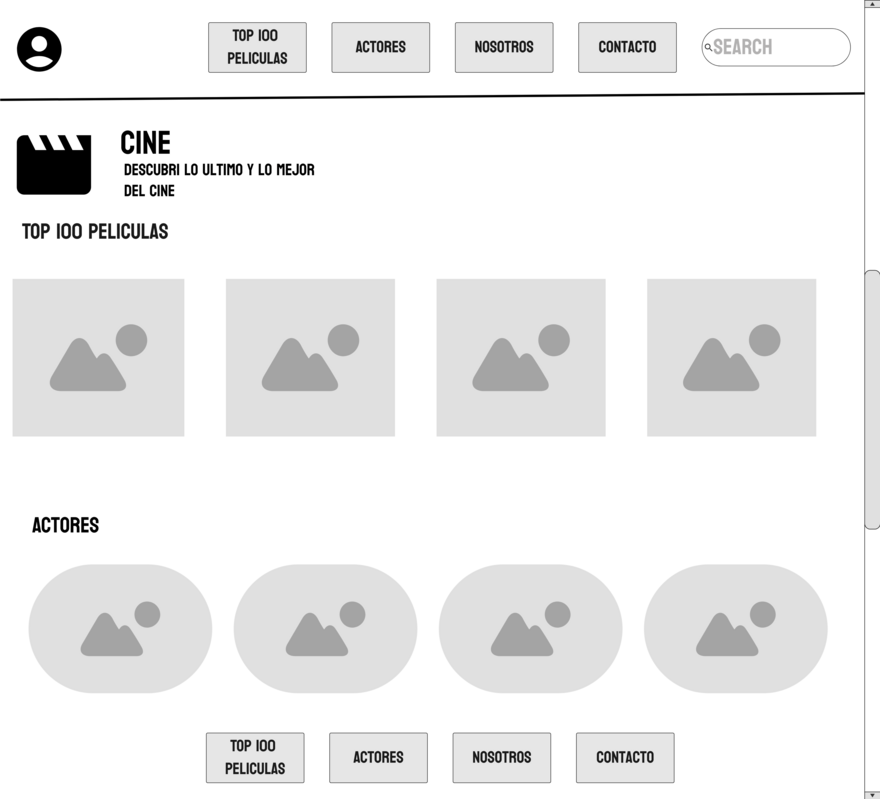 TOP 100
PELICULAS
ACTORES
NOSOTROS
CONTACTO
SEARCH
CINE
DESCUBRI LO ULTIMO Y LO MEJOR
DEL CINE
TOP 100 PELICULAS
ACTORES
TOP 100
PELICULAS
ACTORES
NOSOTROS
CONTACTO